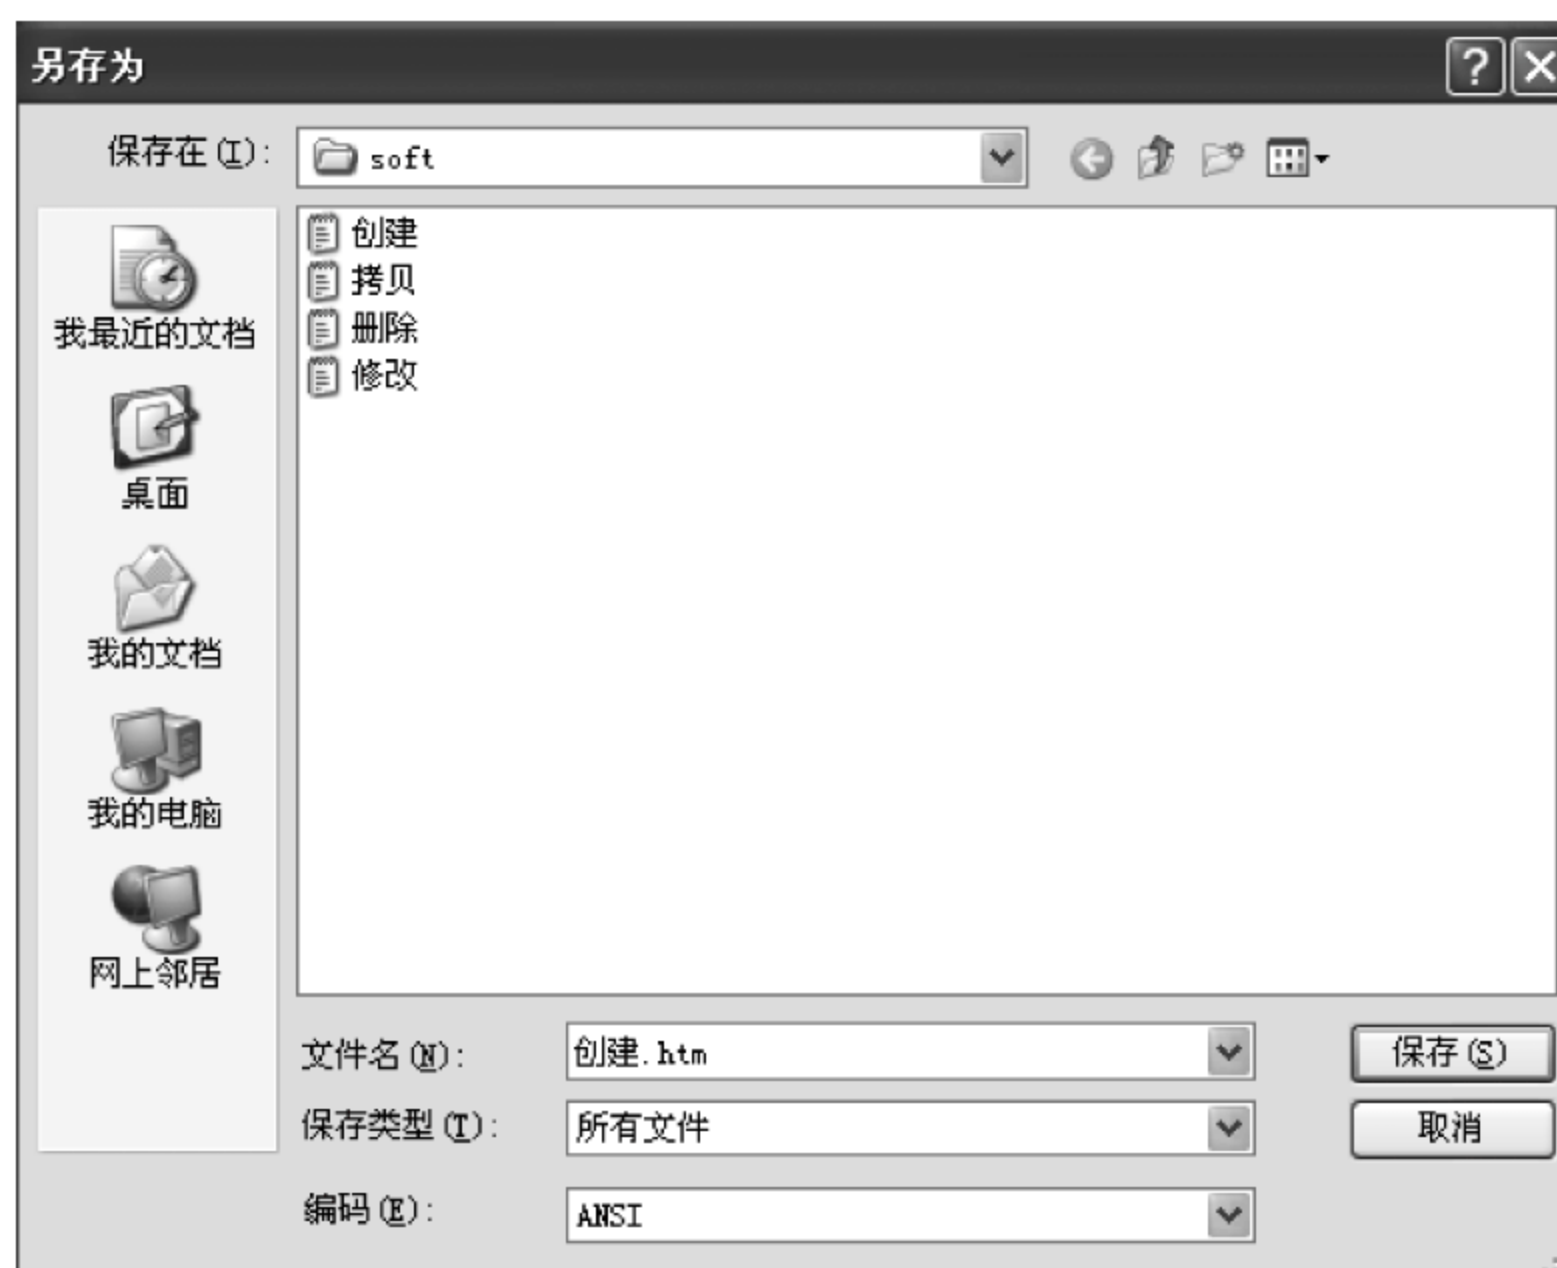 另存为
保存在(I):
soft
创建
拷贝
册除
修改
我最近的文档
桌面
我的文档
我的电脑
网上邻居
文件名(N):
创建.htm
保存(S)
保存类型(T):
所有文件
取消
编码(E):
ANSI